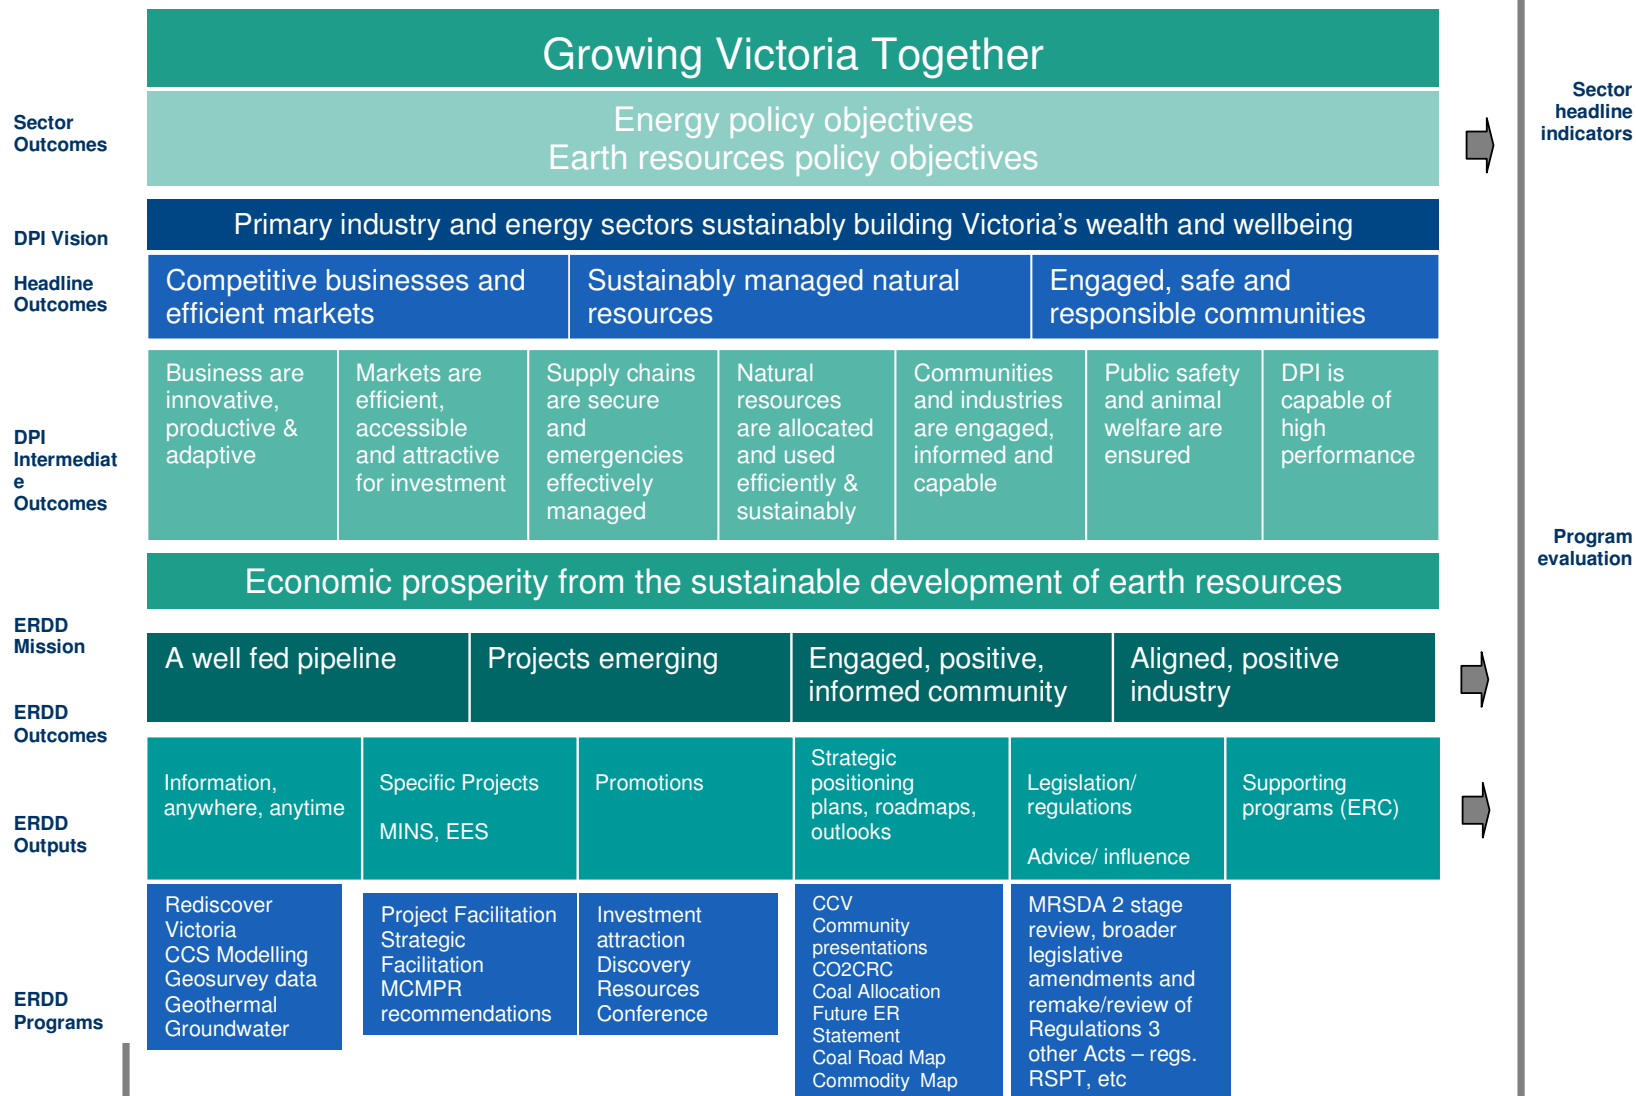 Growing Victoria Together
Sector
Outcomes
Energy policy objectives
Earth resources policy objectives
Sector
headline
indicators
DPI Vision
Primary industry and energy sectors sustainably building Victoria's wealth and wellbeing
Headline
Outcomes
Competitive businesses and
efficient markets
Sustainably managed natural
resources
Engaged, safe and
responsible communities
DPI
Intermediat
e
Outcomes
Business are
innovative,
productive &
adaptive
Markets are
efficient,
accessible
and attractive
for investment
Supply chains
are secure
and
emergencies
effectively
managed
Natural
resources
are allocated
and used
efficiently &
sustainably
Communities
and industries
are engaged,
informed and
capable
Public safety
and animal
welfare are
ensured
DPI is
capable of
high
performance
Program
evaluation
Economic prosperity from the sustainable development of earth resources
ERDD
Mission
A well fed pipeline
Projects emerging
Engaged, positive,
informed community
Aligned, positive
industry
ERDD
Outcomes
ERDD
Outputs
Information,
anywhere, anytime
Specific Projects
MINS, EES
Promotions
Strategic
positioning
plans, roadmaps,
outlooks
Legislation/
regulations
Advice/ influence
Supporting
programs (ERC)
ERDD
Programs
Rediscover
Victoria
CCS Modelling
Geosurvey data
Geothermal
Groundwater
Project Facilitation
Strategic
Facilitation
MCMPR
recommendations
Investment
attraction
Discovery
Resources
Conference
CCV
Community
presentations
CO2CRC
Coal Allocation
Future ER
Statement
Coal Road Map
Commodity Map
MRSDA 2 stage
review, broader
legislative
amendments and
remake/review of
Regulations 3
other Acts – regs.
RSPT, etc